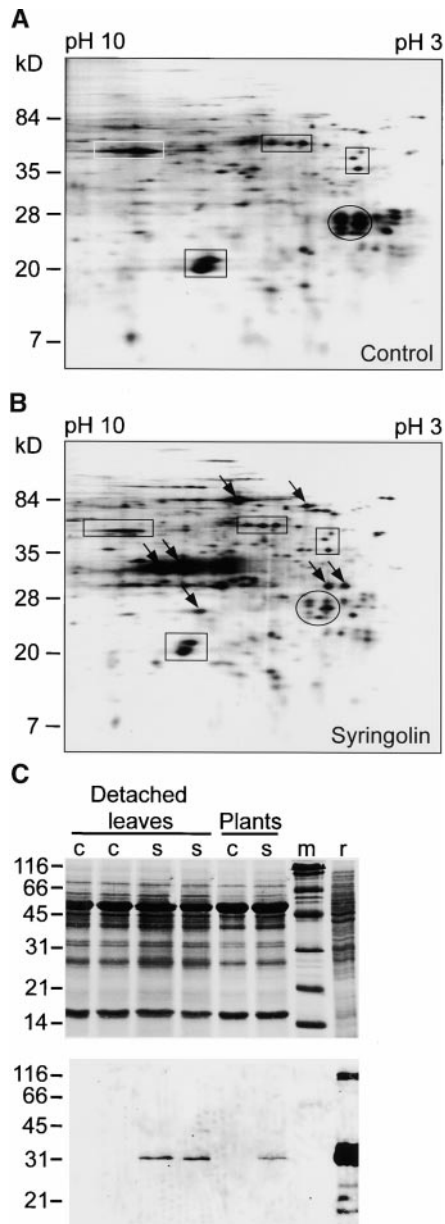 A
pH 10 pH 3
kD
84
35
28
20
7
Control
B
pH 10 pH 3
kD
84
35
28
20
7
Syringolin
C
Detached leaves Plants
c c s s c s m r
116
66
45
31
21
14
116
66
45
31
21